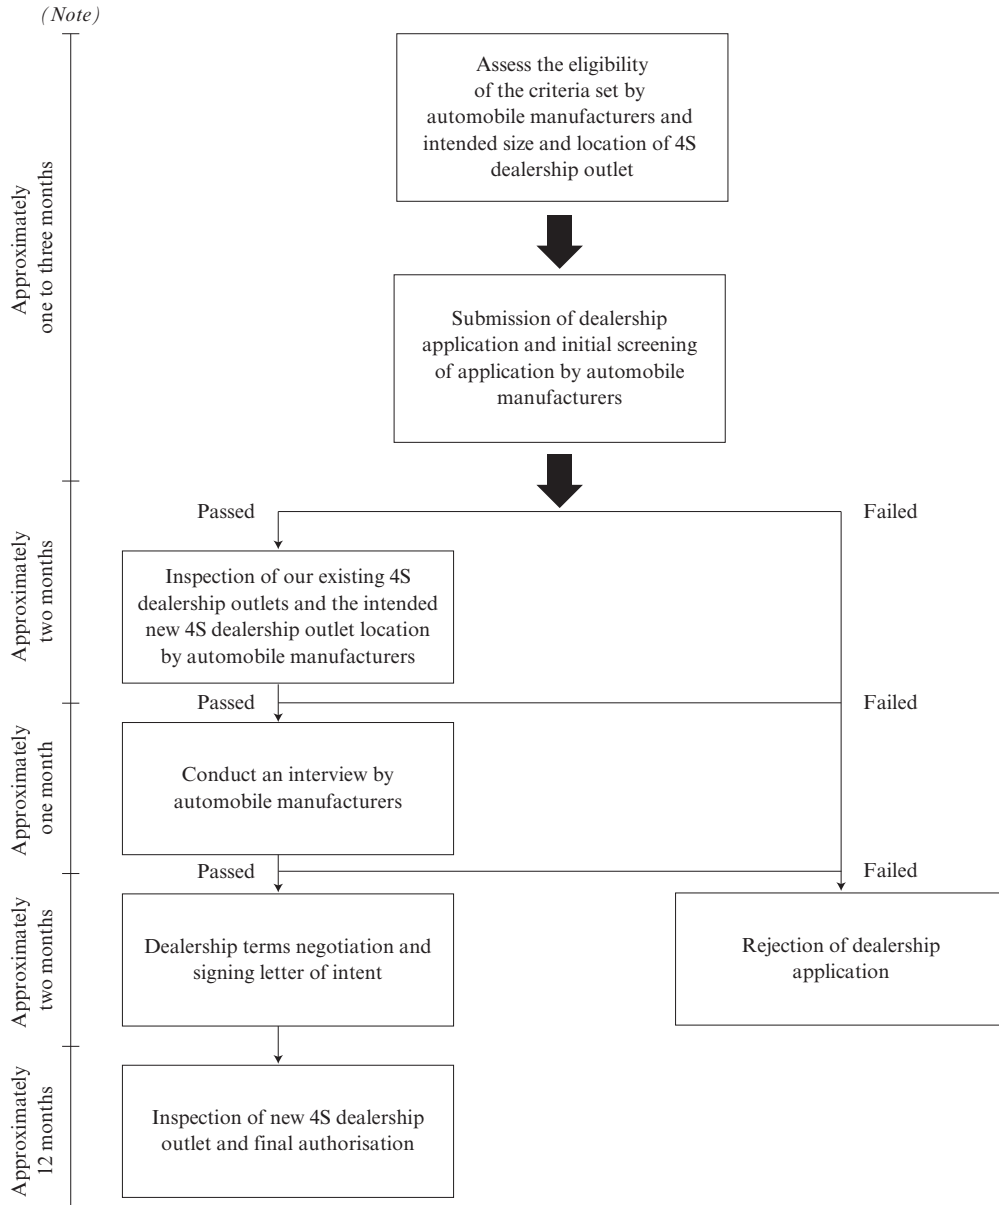 (Note)
Assess the eligibility
of the criteria set by
automobile manufacturers and
intended size and location of 4S
dealership outlet
Approximately
one to three months
Submission of dealership
application and initial screening
of application by automobile
manufacturers
Passed
Failed
Approximately
two months
Inspection of our existing 4S
dealership outlets and the intended
new 4S dealership outlet location
by automobile manufacturers
Passed
Failed
Approximately
one month
Conduct an interview by
automobile manufacturers
Passed
Failed
Approximately
two months
Dealership terms negotiation and
signing letter of intent
Rejection of dealership
application
Approximately
12 months
Inspection of new 4S dealership
outlet and final authorisation